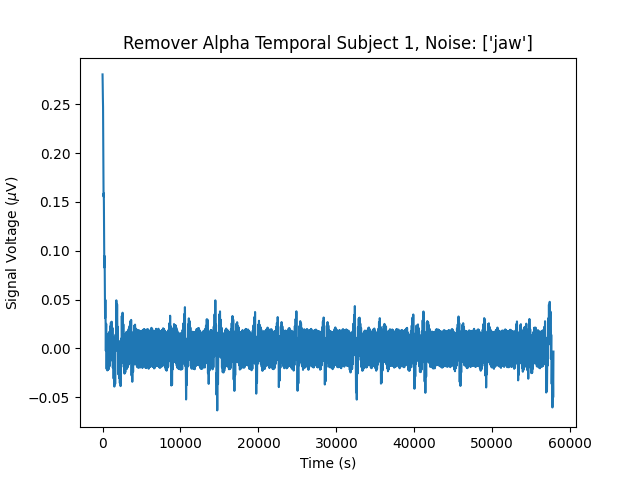 Remover Alpha Temporal Subject 1, Noise: ['jaw']
Signal Voltage (μV)
0.25
0.20
0.15
0.10
0.05
0.00
−0.05
0 10000 20000 30000 40000 50000 60000
Time (s)